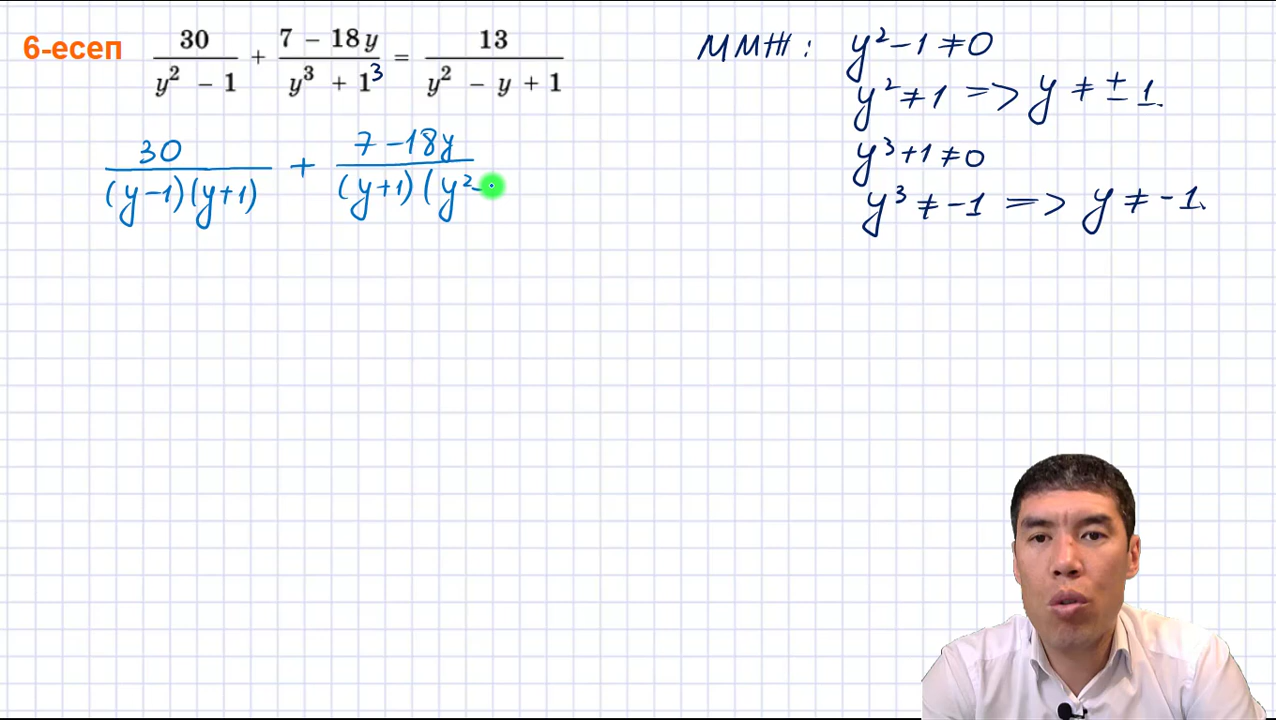 6-есеп 30/(y² − 1) + (7 − 18y)/(y³ + 1³) = 13/(y² − y + 1)
ММЖ: y² − 1 ≠ 0
y² ≠ 1 => y ≠ ± 1.
y³ + 1 ≠ 0
y³ ≠ −1 => y ≠ −1.
30/((y−1)(y+1)) + (7 − 18y)/((y+1)(y² −